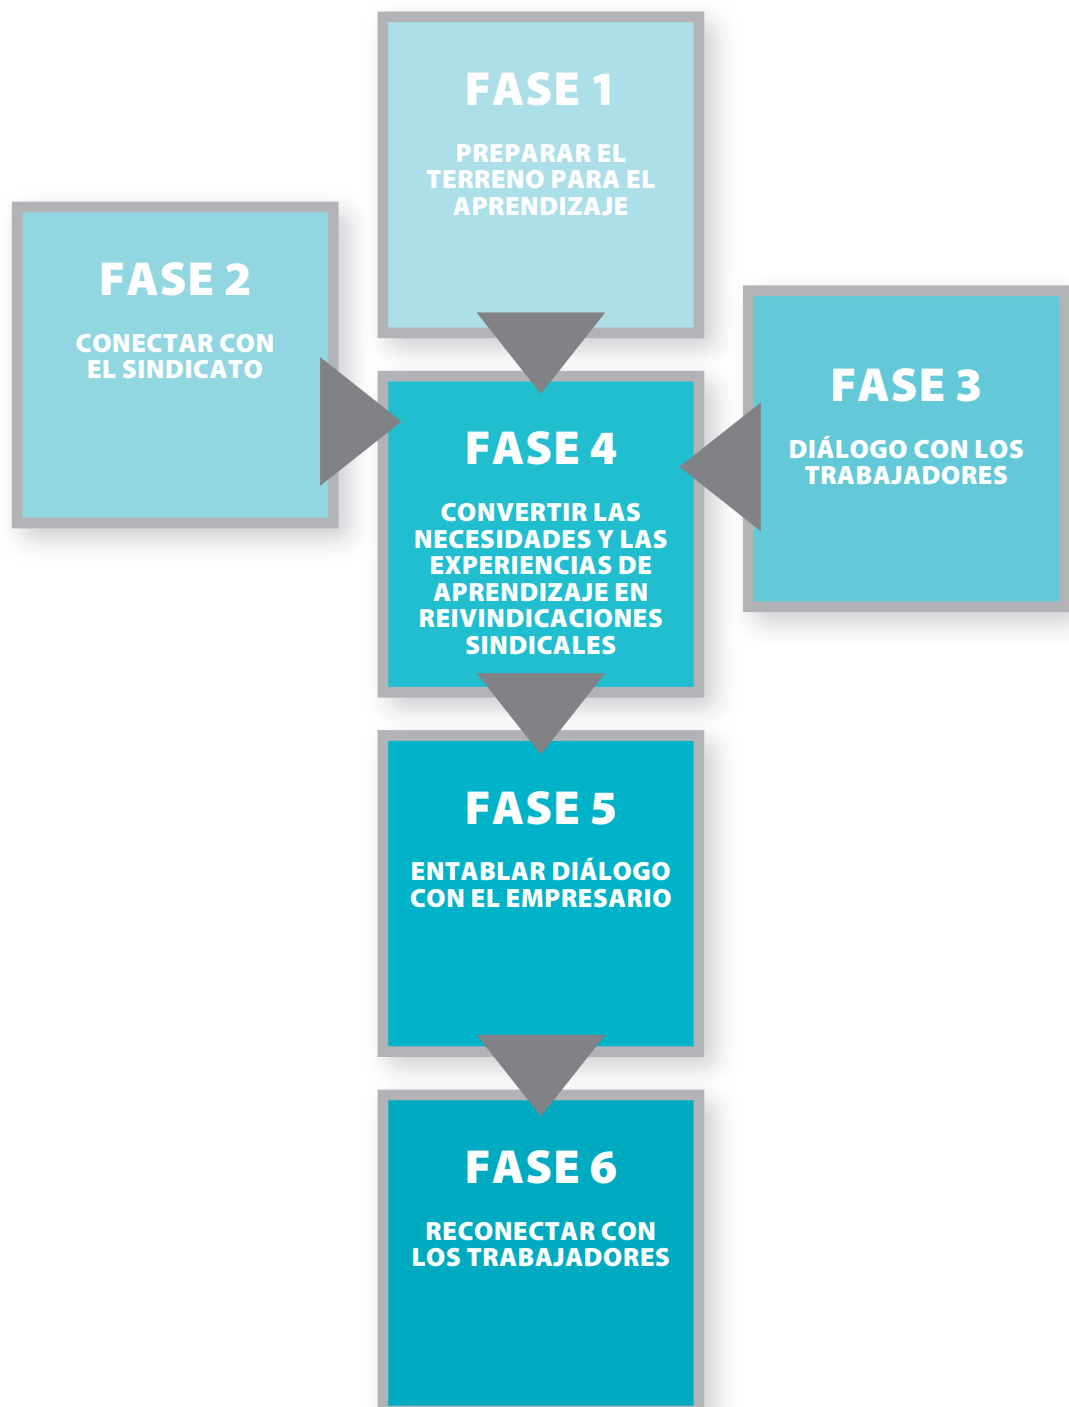 FASE 1
PREPARAR EL
TERRENO PARA EL
APRENDIZAJE
FASE 2
CONECTAR CON
EL SINDICATO
FASE 3
DIÁLOGO CON LOS
TRABAJADORES
FASE 4
CONVERTIR LAS
NECESIDADES Y LAS
EXPERIENCIAS DE
APRENDIZAJE EN
REIVINDICACIONES
SINDICALES
FASE 5
ENTABLAR DIÁLOGO
CON EL EMPRESARIO
FASE 6
RECONECTAR CON
LOS TRABAJADORES